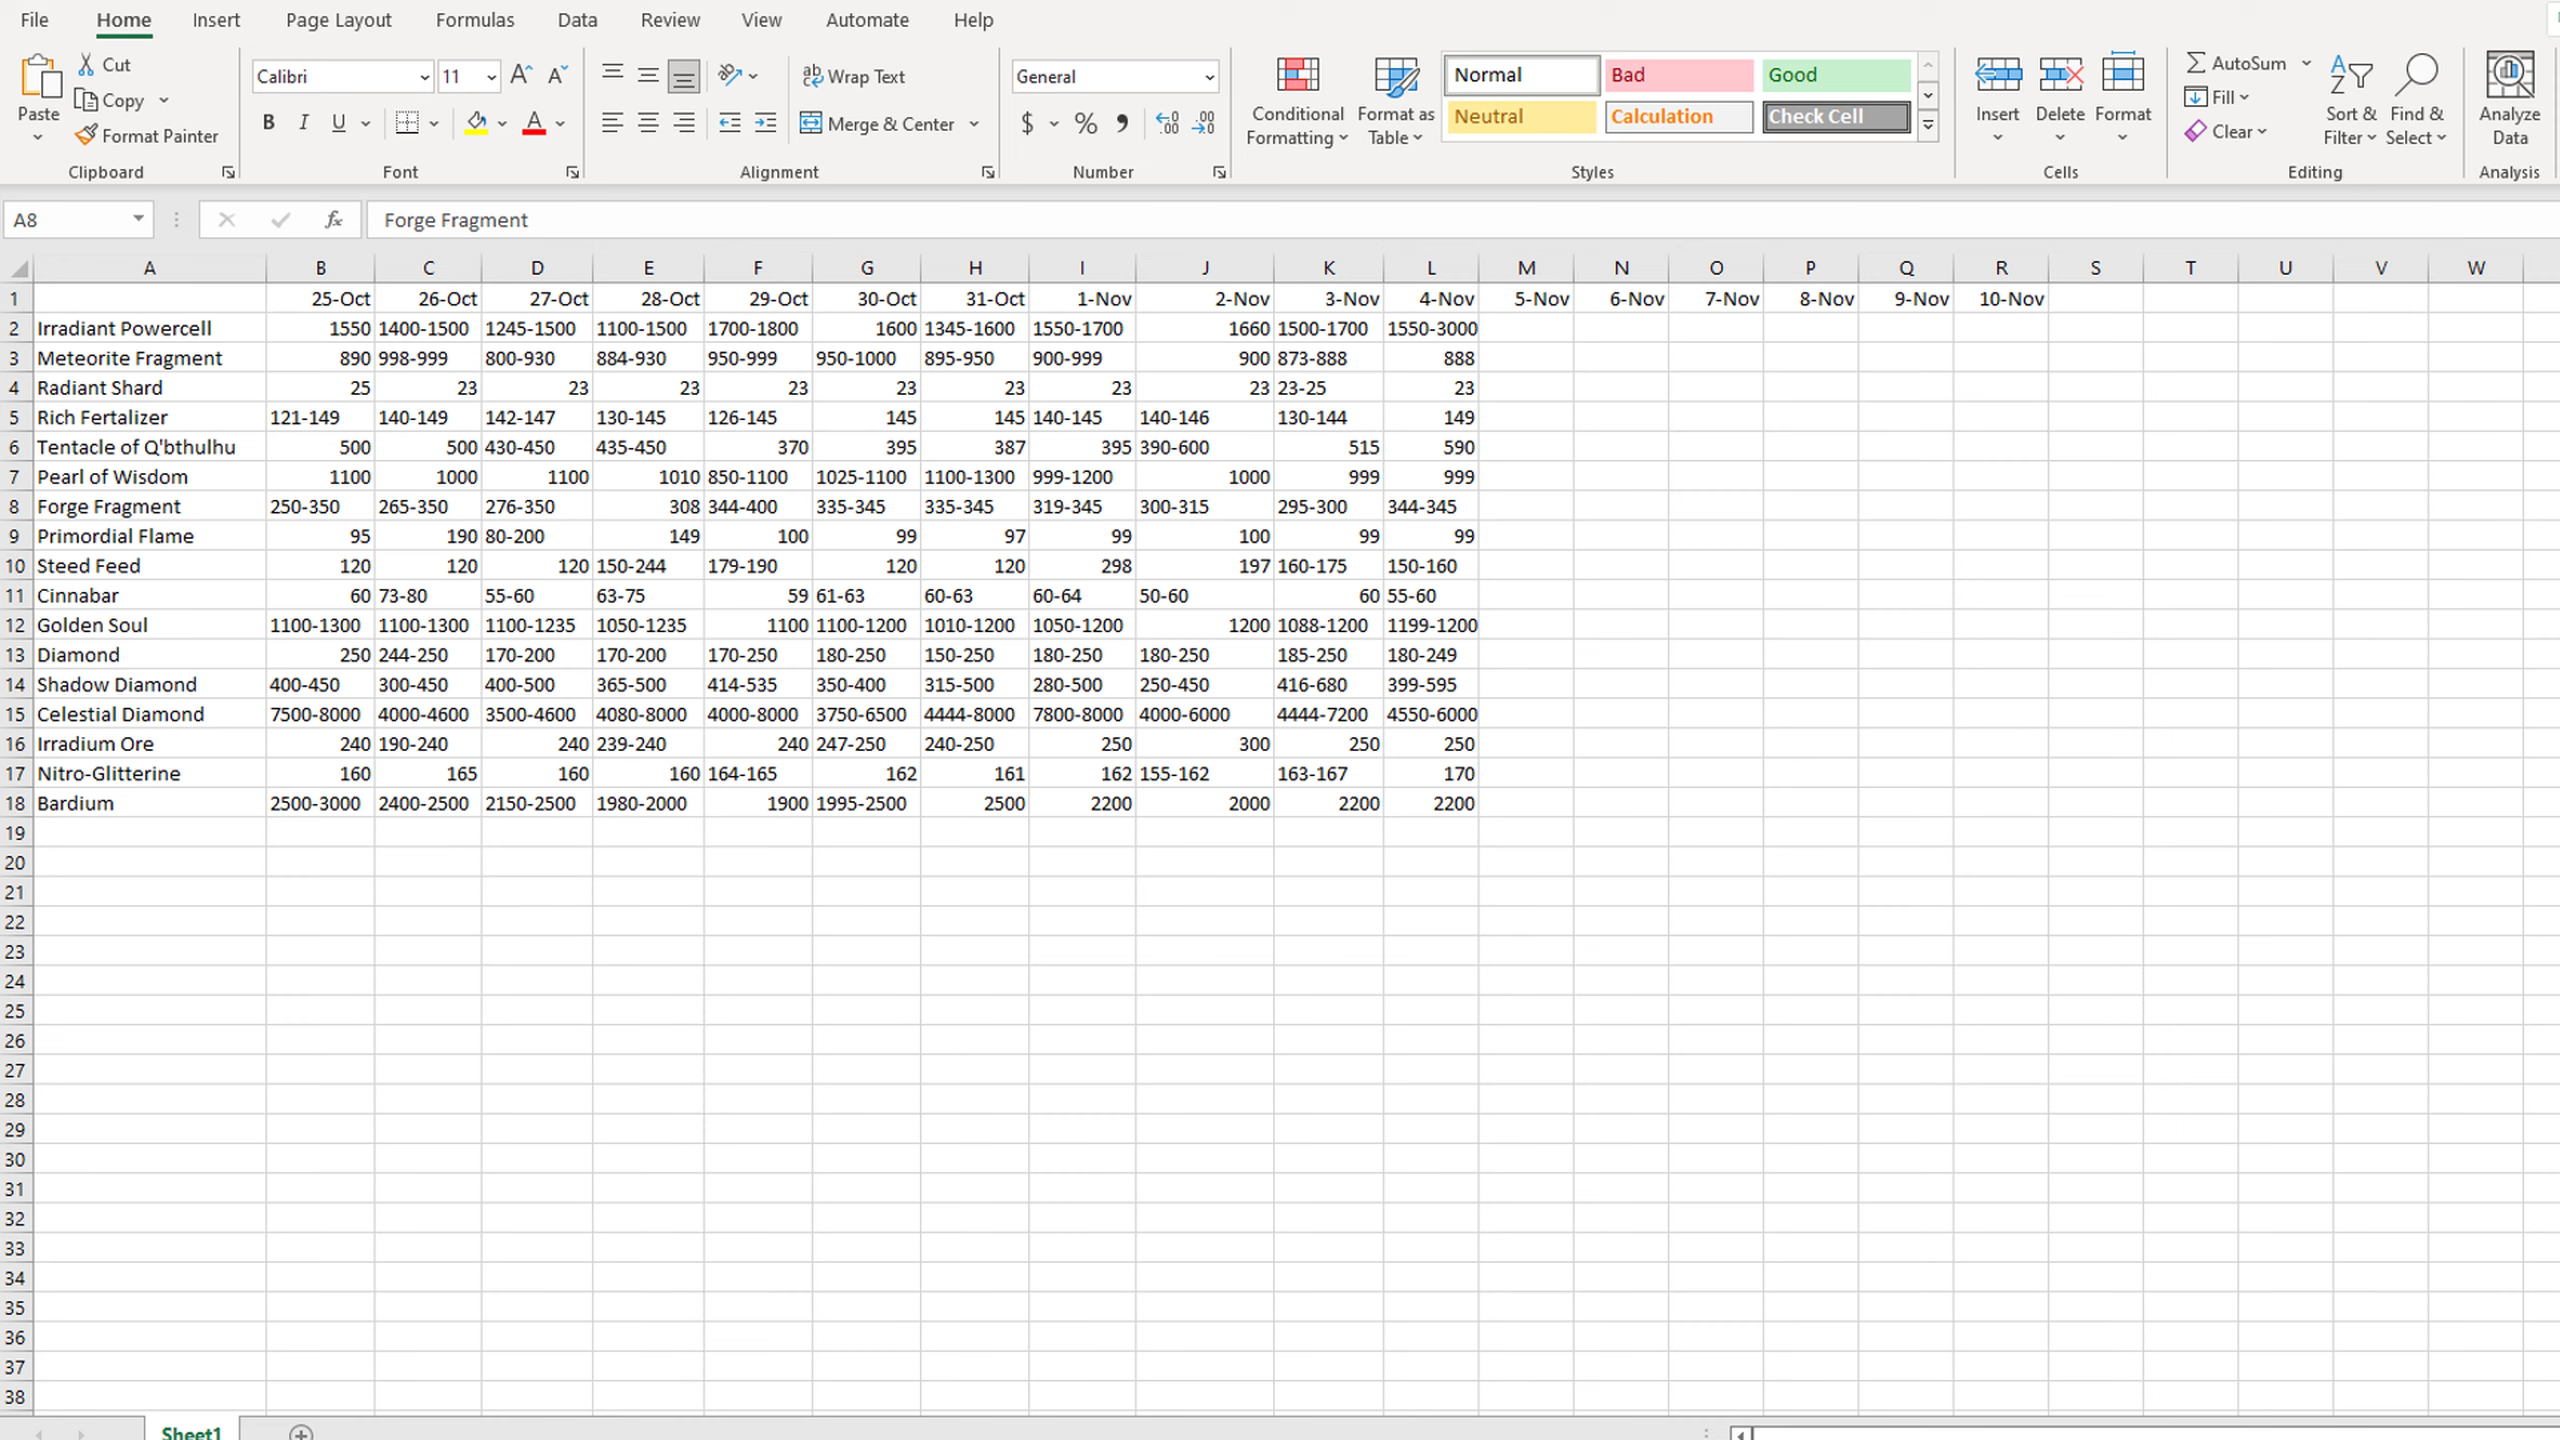 File Home Insert Page Layout Formulas Data Review View Automate Help
Paste Cut Copy Format Painter Clipboard
Calibri 11 A A B I U A Font
ab Wrap Text Merge & Center Alignment
General $ % Number
Conditional Formatting Format as Table
Normal Bad Good
Neutral Calculation Check Cell
Styles
Insert Delete Format Cells
AutoSum Fill Clear Sort & Filter Find & Select Editing
Analyze Data Analysis
A8 fx Forge Fragment
A B C D E F G H I J K L M N O P Q R S T U V W
1 25-Oct 26-Oct 27-Oct 28-Oct 29-Oct 30-Oct 31-Oct 1-Nov 2-Nov 3-Nov 4-Nov 5-Nov 6-Nov 7-Nov 8-Nov 9-Nov 10-Nov
2 Irradiant Powercell 1550 1400-1500 1245-1500 1100-1500 1700-1800 1600 1345-1600 1550-1700 1660 1500-1700 1550-3000
3 Meteorite Fragment 890 998-999 800-930 884-930 950-999 950-1000 895-950 900-999 900 873-888 888
4 Radiant Shard 25 23 23 23 23 23 23 23 23 23-25 23
5 Rich Fertalizer 121-149 140-149 142-147 130-145 126-145 145 145 140-145 140-146 130-144 149
6 Tentacle of Q'bthulhu 500 500 430-450 435-450 370 395 387 395 390-600 515 590
7 Pearl of Wisdom 1100 1000 1100 1010 850-1100 1025-1100 1100-1300 999-1200 1000 999 999
8 Forge Fragment 250-350 265-350 276-350 308 344-400 335-345 335-345 319-345 300-315 295-300 344-345
9 Primordial Flame 95 190 80-200 149 100 99 97 99 100 99 99
10 Steed Feed 120 120 120 150-244 179-190 120 120 298 197 160-175 150-160
11 Cinnabar 60 73-80 55-60 63-75 59 61-63 60-63 60-64 50-60 60 55-60
12 Golden Soul 1100-1300 1100-1300 1100-1235 1050-1235 1100 1100-1200 1010-1200 1050-1200 1200 1088-1200 1199-1200
13 Diamond 250 244-250 170-200 170-200 170-250 180-250 150-250 180-250 180-250 185-250 180-249
14 Shadow Diamond 400-450 300-450 400-500 365-500 414-535 350-400 315-500 280-500 250-450 416-680 399-595
15 Celestial Diamond 7500-8000 4000-4600 3500-4600 4080-8000 4000-8000 3750-6500 4444-8000 7800-8000 4000-6000 4444-7200 4550-6000
16 Irradium Ore 240 190-240 240 239-240 240 247-250 240-250 250 300 250 250
17 Nitro-Glitterine 160 165 160 160 164-165 162 161 162 155-162 163-167 170
18 Bardium 2500-3000 2400-2500 2150-2500 1980-2000 1900 1995-2500 2500 2200 2000 2200 2200
19
20
21
22
23
24
25
26
27
28
29
30
31
32
33
34
35
36
37
38
Sheet1